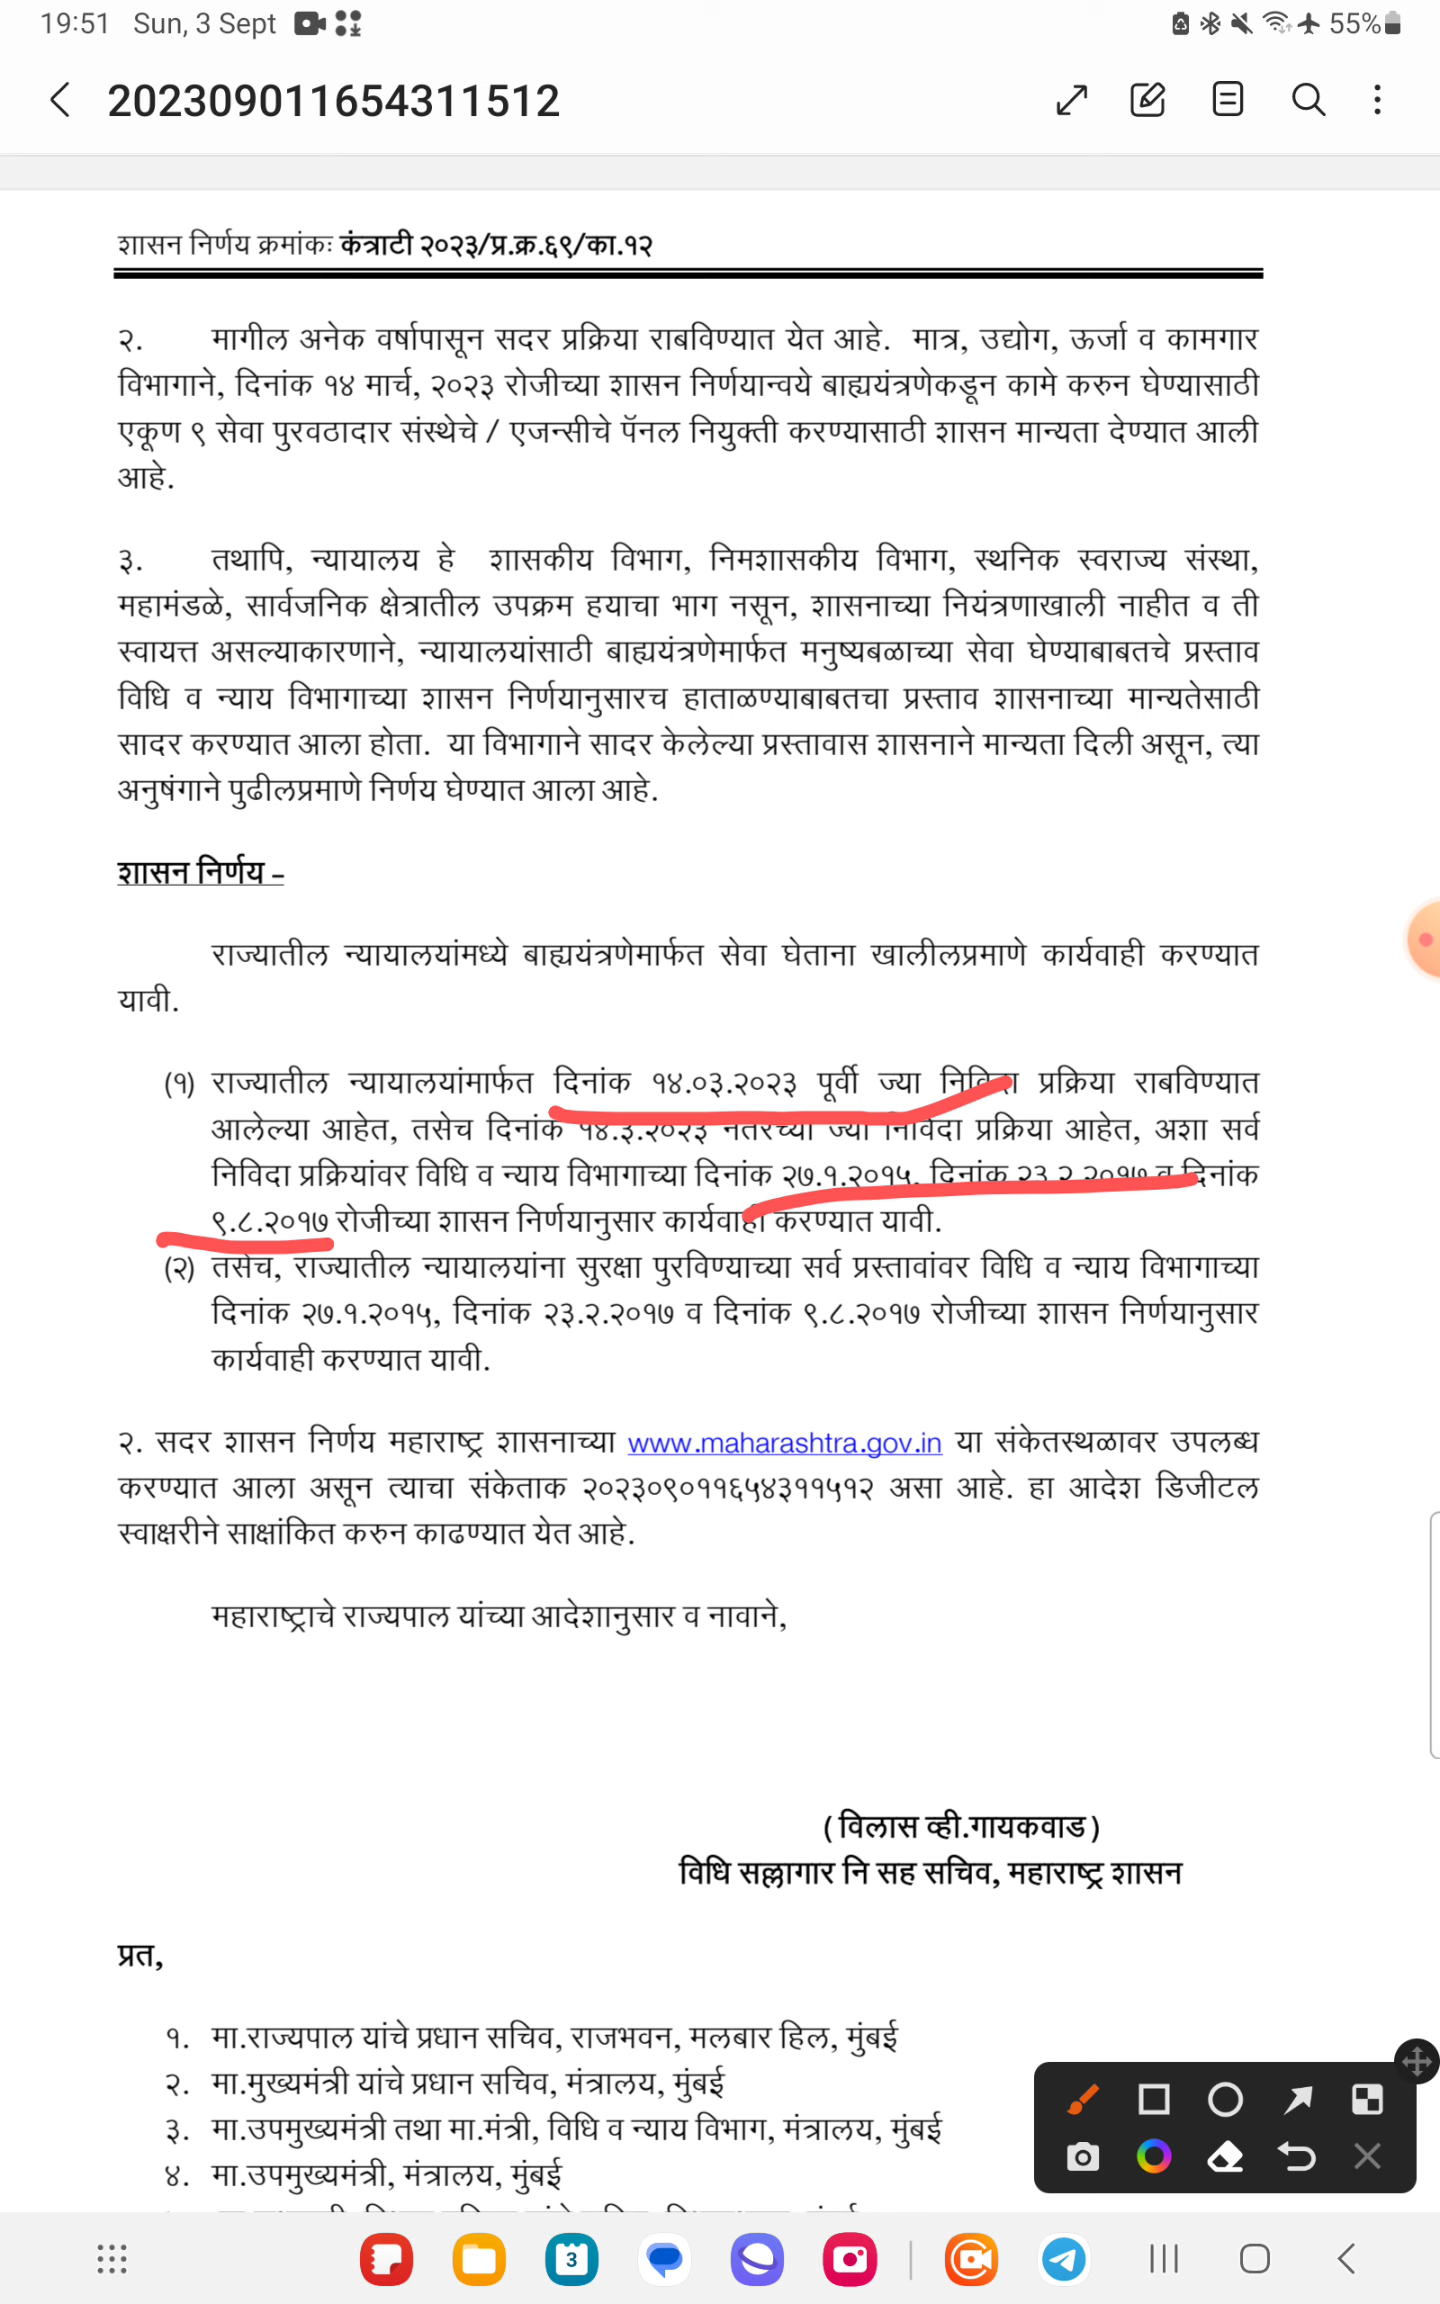 19:51 Sun, 3 Sept 55%
202309011654311512
शासन निर्णय क्रमांकः कंत्राटी २०२३/प्र.क्र.६९/का.१२
२. मागील अनेक वर्षापासून सदर प्रक्रिया राबविण्यात येत आहे. मात्र, उद्योग, ऊर्जा व कामगार
विभागाने, दिनांक १४ मार्च, २०२३ रोजीच्या शासन निर्णयान्वये बाह्ययंत्रणेकडून कामे करुन घेण्यासाठी
एकूण ९ सेवा पुरवठादार संस्थेचे / एजन्सीचे पॅनल नियुक्ती करण्यासाठी शासन मान्यता देण्यात आली
आहे.
३. तथापि, न्यायालय हे शासकीय विभाग, निमशासकीय विभाग, स्थनिक स्वराज्य संस्था,
महामंडळे, सार्वजनिक क्षेत्रातील उपक्रम हयाचा भाग नसून, शासनाच्या नियंत्रणाखाली नाहीत व ती
स्वायत्त असल्याकारणाने, न्यायालयांसाठी बाह्ययंत्रणेमार्फत मनुष्यबळाच्या सेवा घेण्याबाबतचे प्रस्ताव
विधि व न्याय विभागाच्या शासन निर्णयानुसारच हाताळण्याबाबतचा प्रस्ताव शासनाच्या मान्यतेसाठी
सादर करण्यात आला होता. या विभागाने सादर केलेल्या प्रस्तावास शासनाने मान्यता दिली असून, त्या
अनुषंगाने पुढीलप्रमाणे निर्णय घेण्यात आला आहे.
शासन निर्णय –
राज्यातील न्यायालयांमध्ये बाह्ययंत्रणेमार्फत सेवा घेताना खालीलप्रमाणे कार्यवाही करण्यात
यावी.
(१) राज्यातील न्यायालयांमार्फत दिनांक १४.०३.२०२३ पूर्वी ज्या निविदा प्रक्रिया राबविण्यात
आलेल्या आहेत, तसेच दिनांक १४.३.२०२३ नंतरच्या ज्या निविदा प्रक्रिया आहेत, अशा सर्व
निविदा प्रक्रियांवर विधि व न्याय विभागाच्या दिनांक २७.१.२०१५, दिनांक २३.२.२०१७ व दिनांक
९.८.२०१७ रोजीच्या शासन निर्णयानुसार कार्यवाही करण्यात यावी.
(२) तसेच, राज्यातील न्यायालयांना सुरक्षा पुरविण्याच्या सर्व प्रस्तावांवर विधि व न्याय विभागाच्या
दिनांक २७.१.२०१५, दिनांक २३.२.२०१७ व दिनांक ९.८.२०१७ रोजीच्या शासन निर्णयानुसार
कार्यवाही करण्यात यावी.
२. सदर शासन निर्णय महाराष्ट्र शासनाच्या www.maharashtra.gov.in या संकेतस्थळावर उपलब्ध
करण्यात आला असून त्याचा संकेताक २०२३०९०११६५४३११५१२ असा आहे. हा आदेश डिजीटल
स्वाक्षरीने साक्षांकित करुन काढण्यात येत आहे.
महाराष्ट्राचे राज्यपाल यांच्या आदेशानुसार व नावाने,
( विलास व्ही.गायकवाड )
विधि सल्लागार नि सह सचिव, महाराष्ट्र शासन
प्रत,
१. मा.राज्यपाल यांचे प्रधान सचिव, राजभवन, मलबार हिल, मुंबई
२. मा.मुख्यमंत्री यांचे प्रधान सचिव, मंत्रालय, मुंबई
३. मा.उपमुख्यमंत्री तथा मा.मंत्री, विधि व न्याय विभाग, मंत्रालय, मुंबई
४. मा.उपमुख्यमंत्री, मंत्रालय, मुंबई
3